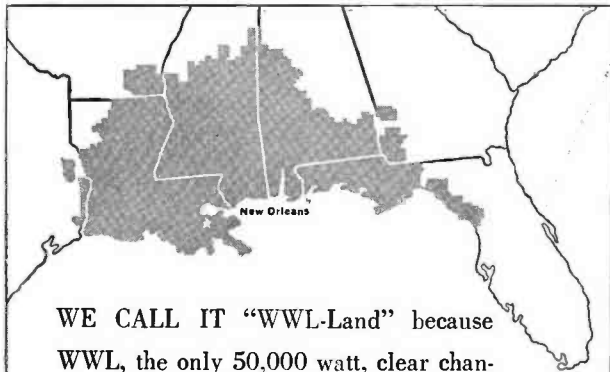 New Orleans
WE CALL IT “WWL-Land” because
WWL, the only 50,000 watt, clear chan-